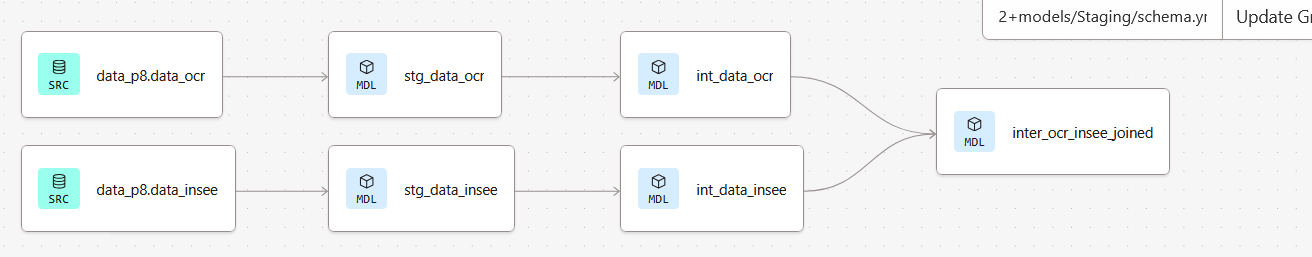 2+models/Staging/schema.yr
Update Gr
SRC
data_p8.data_ocr
MDL
stg_data_ocr
MDL
int_data_ocr
MDL
inter_ocr_insee_joined
SRC
data_p8.data_insee
MDL
stg_data_insee
MDL
int_data_insee